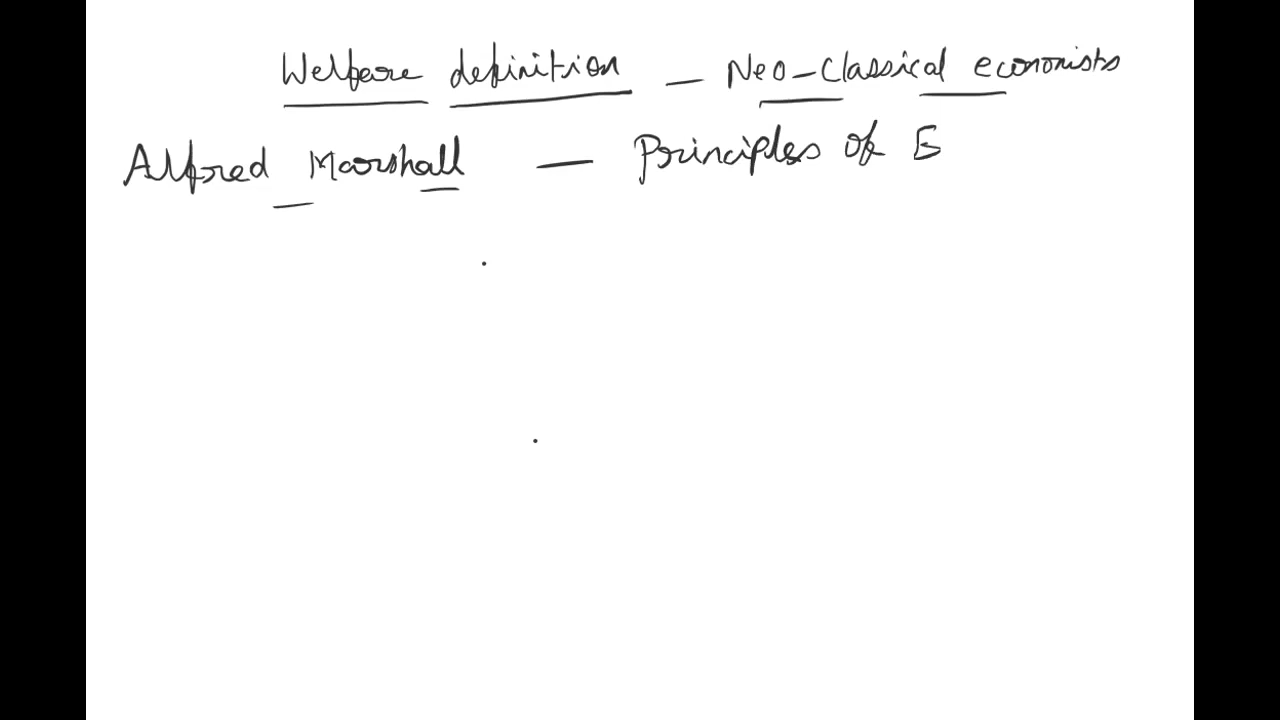 Welfare definition - Neo-Classical economists
Alfred Marshall - Principles of E